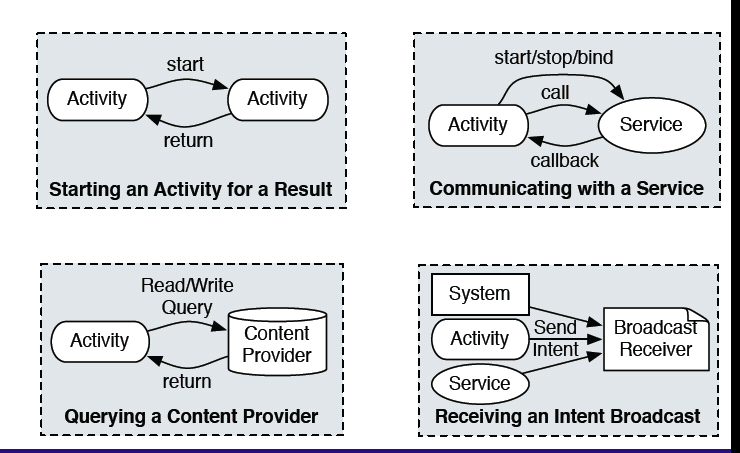 start
Activity
Activity
return
Starting an Activity for a Result
start/stop/bind
call
Activity
Service
callback
Communicating with a Service
Read/Write
Query
Activity
Content
Provider
return
Querying a Content Provider
System
Activity
Send
Intent
Service
Broadcast
Receiver
Receiving an Intent Broadcast